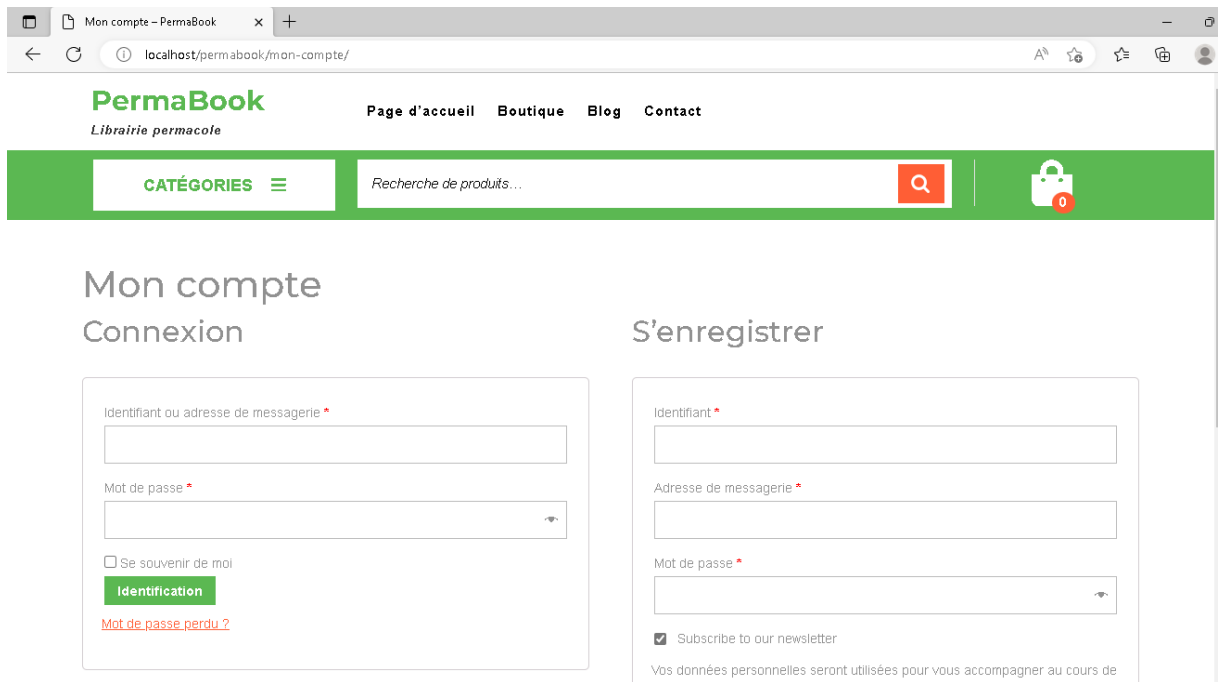 Mon compte – PermaBook
localhost/permabook/mon-compte/
PermaBook
Librairie permacole
Page d'accueil Boutique Blog Contact
CATÉGORIES
Recherche de produits…
0
Mon compte
Connexion
Identifiant ou adresse de messagerie *
Mot de passe *
Se souvenir de moi
Identification
Mot de passe perdu ?
S'enregistrer
Identifiant *
Adresse de messagerie *
Mot de passe *
Subscribe to our newsletter
Vos données personnelles seront utilisées pour vous accompagner au cours de